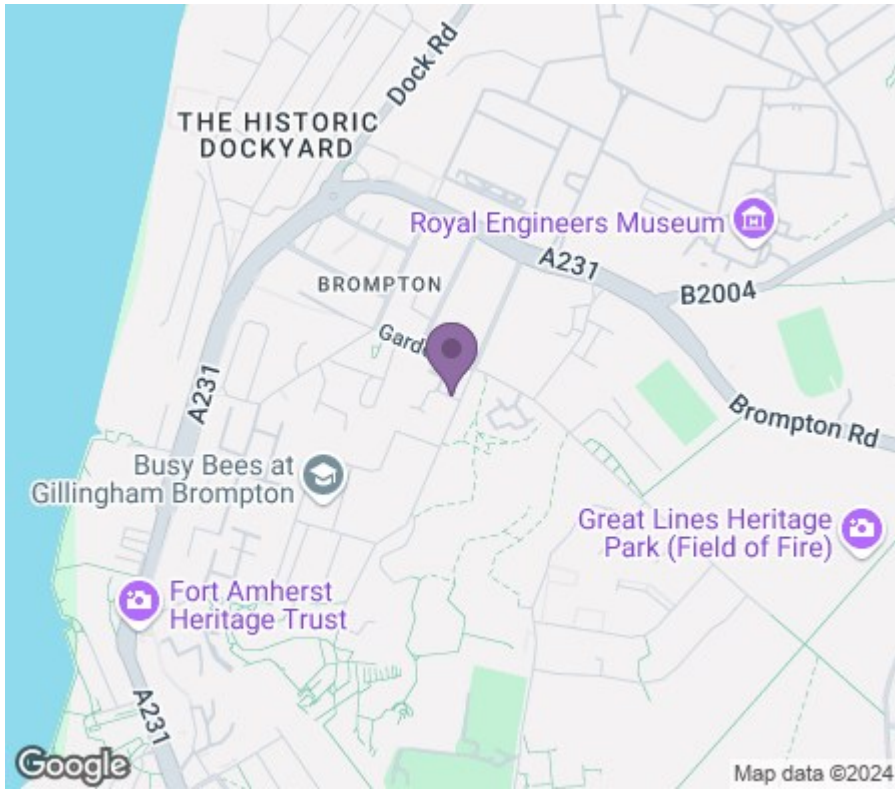 Dock Rd
THE HISTORIC
DOCKYARD
Royal Engineers Museum
A231
B2004
BROMPTON
A231
Brompton Rd
Busy Bees at
Gillingham Brompton
Great Lines Heritage
Park (Field of Fire)
Fort Amherst
Heritage Trust
A231
Google
Map data ©2024